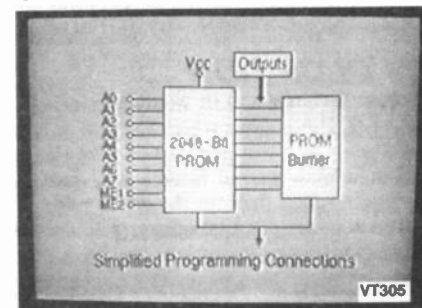 Vcc Outputs
A0
A1
A2
A3
A4
A5
A6
A7
ME1
ME2
2048-Bit
PROM
PROM
Burner
Simplified Programming Connections
VT305